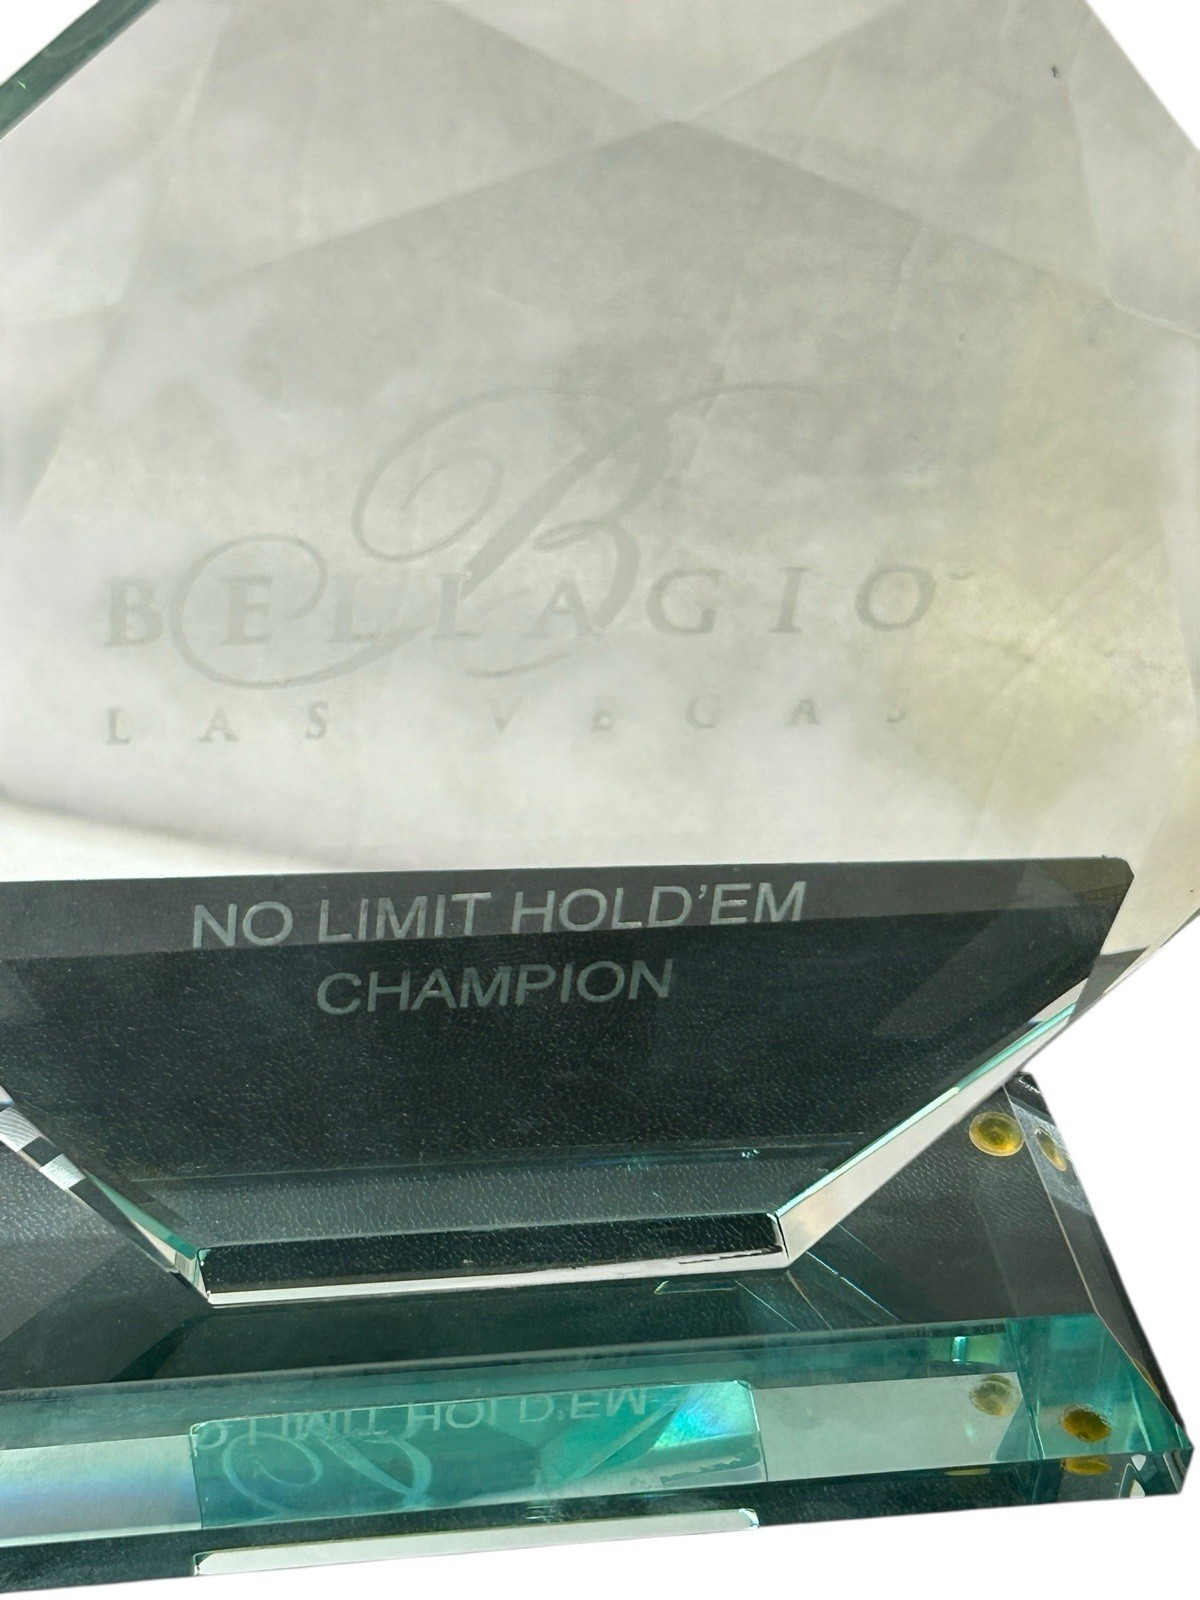 BELLAGIO
LAS VEGAS
NO LIMIT HOLD'EM
CHAMPION